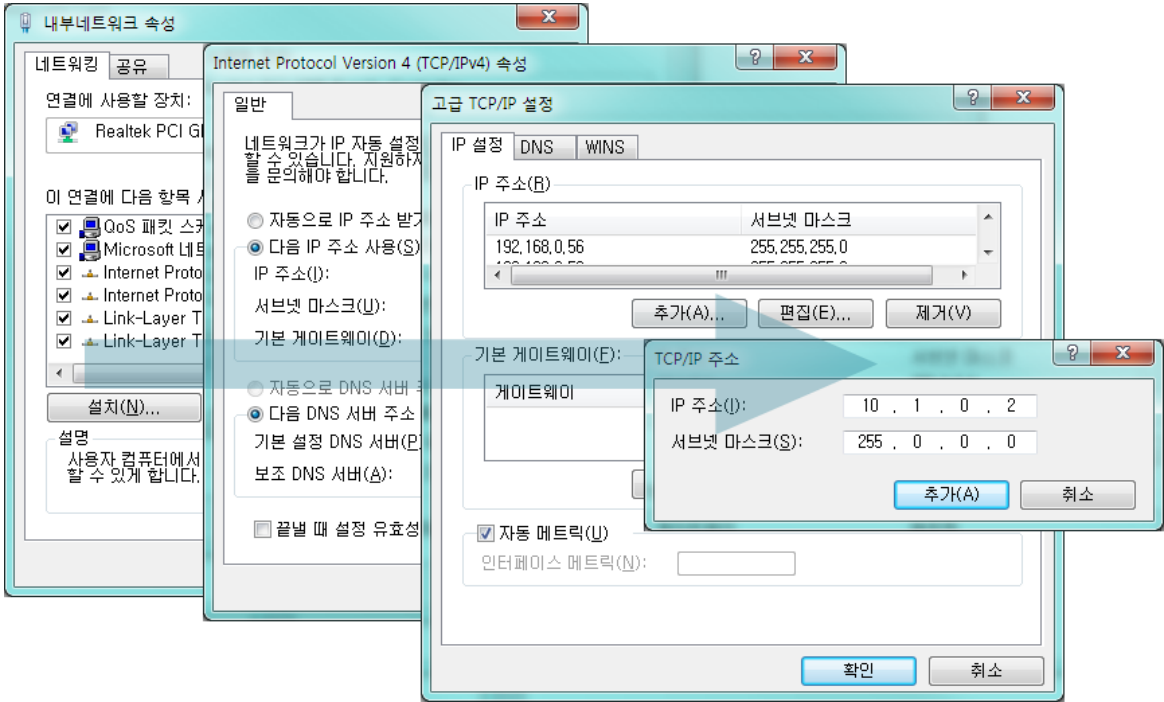 내부네트워크 속성
네트워킹 공유
연결에 사용할 장치:
Realtek PCI
이 연결에 다음 항목
QoS 패킷
Microsoft
Internet Proto
Internet Proto
Link-Layer T
Link-Layer T
설치(N)...
설명
사용자 컴퓨터에서
할 수 있게 합니다.
Internet Protocol Version 4 (TCP/IPv4) 속성
일반
네트워크가 IP 자동 설정
할 수 있습니다. 지원하지
을 문의해야 합니다.
자동으로 IP 주소 받기
다음 IP 주소 사용(S)
IP 주소(I):
서브넷 마스크(U):
기본 게이트웨이(D):
자동으로 DNS 서버
다음 DNS 서버 주소
기본 설정 DNS 서버(P)
보조 DNS 서버(A):
끝낼 때 설정 유효성
고급 TCP/IP 설정
IP 설정 DNS WINS
IP 주소(R)
IP 주소 서브넷 마스크
192,168,0,56 255,255,255,0
추가(A)... 편집(E)... 제거(V)
기본 게이트웨이(F):
게이트웨이
자동 메트릭(U)
인터페이스 메트릭(N):
확인 취소
TCP/IP 주소
IP 주소(I): 10 . 1 . 0 . 2
서브넷 마스크(S): 255 . 0 . 0 . 0
추가(A) 취소